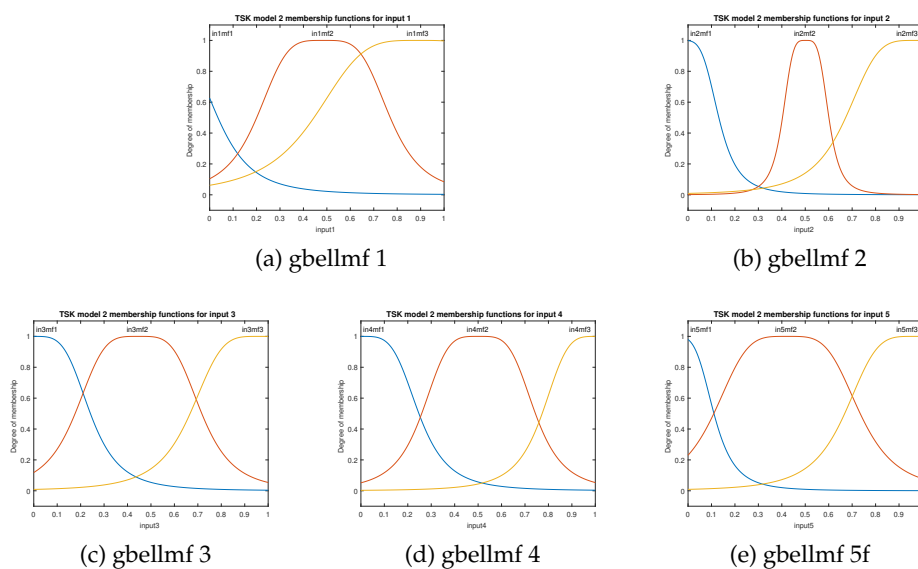 TSK model 2 membership functions for input 1
in1mf1 in1mf2 in1mf3
1
0.8
0.6
0.4
0.2
0
Degree of membership
0 0.1 0.2 0.3 0.4 0.5 0.6 0.7 0.8 0.9 1
input1
(a) gbellmf 1
TSK model 2 membership functions for input 2
in2mf1 in2mf2 in2mf3
1
0.8
0.6
0.4
0.2
0
Degree of membership
0 0.1 0.2 0.3 0.4 0.5 0.6 0.7 0.8 0.9
input2
(b) gbellmf 2
TSK model 2 membership functions for input 3
in3mf1 in3mf2 in3mf3
1
0.8
0.6
0.4
0.2
0
Degree of membership
0 0.1 0.2 0.3 0.4 0.5 0.6 0.7 0.8 0.9 1
input3
(c) gbellmf 3
TSK model 2 membership functions for input 4
in4mf1 in4mf2 in4mf3
1
0.8
0.6
0.4
0.2
0
Degree of membership
0 0.1 0.2 0.3 0.4 0.5 0.6 0.7 0.8 0.9 1
input4
(d) gbellmf 4
TSK model 2 membership functions for input 5
in5mf1 in5mf2 in5mf3
1
0.8
0.6
0.4
0.2
0
Degree of membership
0 0.1 0.2 0.3 0.4 0.5 0.6 0.7 0.8 0.9
input5
(e) gbellmf 5f